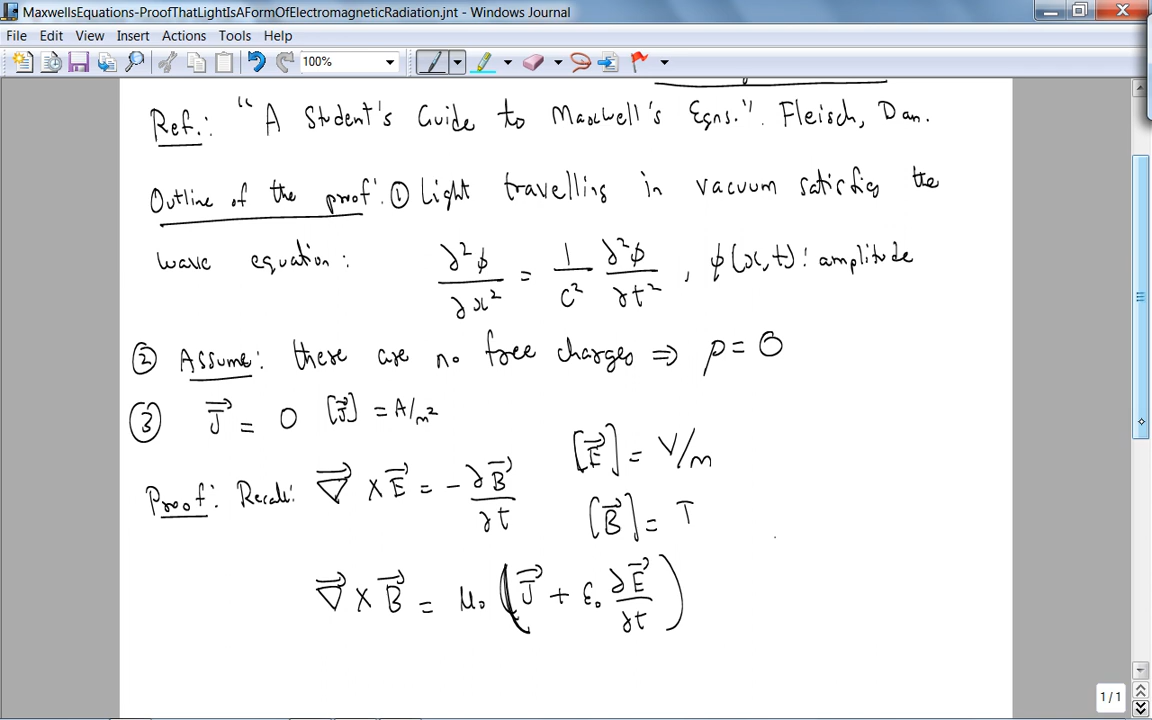 MaxwellsEquations-ProofThatLightIsAFormOfElectromagneticRadiation.jnt - Windows Journal
File Edit View Insert Actions Tools Help
100%
Ref.: "A Student's Guide to Maxwell's Eqns.". Fleisch, Dan.
Outline of the proof: ① Light travelling in vacuum satisfies the
wave equation: ∂²ϕ/∂x² = 1/c² ∂²ϕ/∂t², ϕ(x,t): amplitude
② Assume: there are no free charges ⇒ ρ = 0
③ J⃗ = 0 [J⃗] = A/m²
[E⃗] = V/m
Proof: Recall: ∇⃗ × E⃗ = - ∂B⃗/∂t
[B⃗] = T
∇⃗ × B⃗ = μ₀ (J⃗ + ε₀ ∂E⃗/∂t)
1 / 1